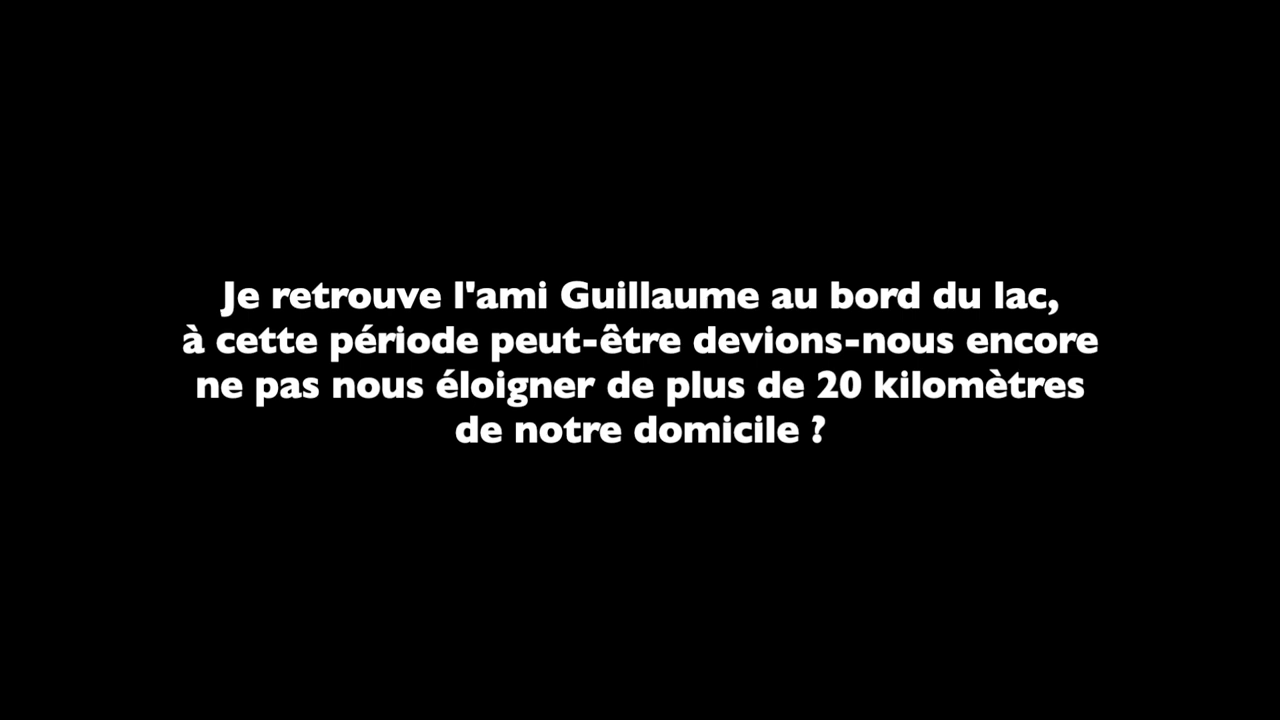 Je retrouve l'ami Guillaume au bord du lac,
à cette période peut-être devions-nous encore
ne pas nous éloigner de plus de 20 kilomètres
de notre domicile ?